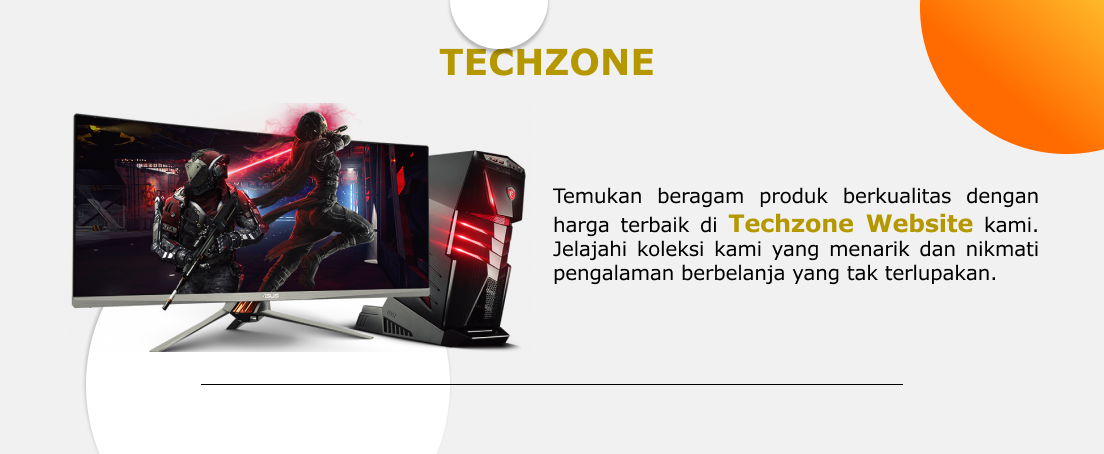 TECHZONE
Temukan beragam produk berkualitas dengan
harga terbaik di Techzone Website kami.
Jelajahi koleksi kami yang menarik dan nikmati
pengalaman berbelanja yang tak terlupakan.